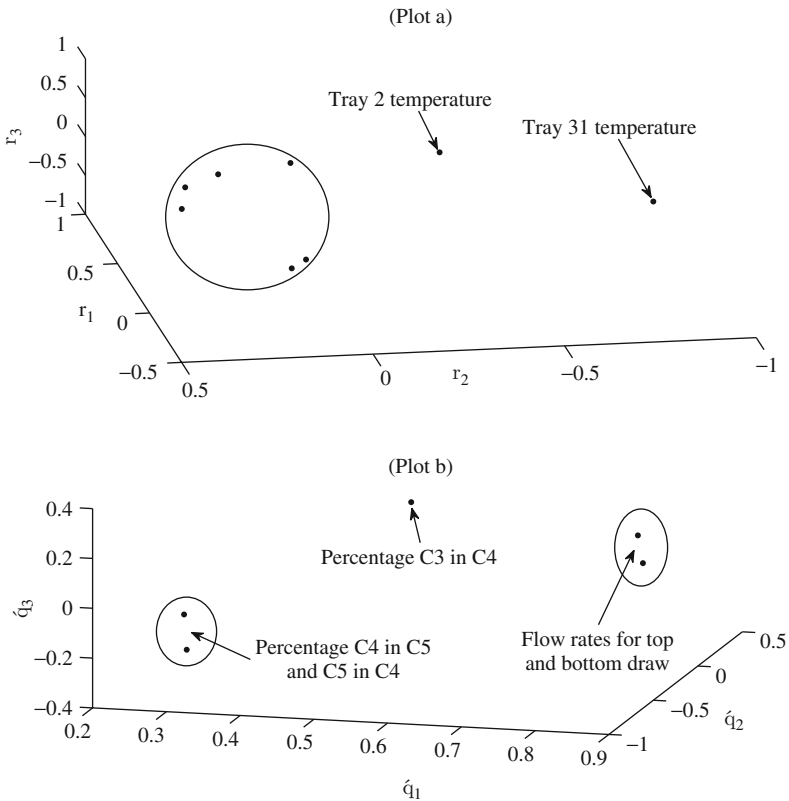 (Plot a)
1
0.5
0
−0.5
−1
r3
1
0.5
0
−0.5
r1
0.5
0
−0.5
−1
r2
Tray 2 temperature
Tray 31 temperature
(Plot b)
0.4
0.2
0
−0.2
−0.4
q́3
0.2
0.3
0.4
0.5
0.6
0.7
0.8
0.9
q́1
−1
−0.5
0
0.5
q́2
Percentage C3 in C4
Percentage C4 in C5
and C5 in C4
Flow rates for top
and bottom draw